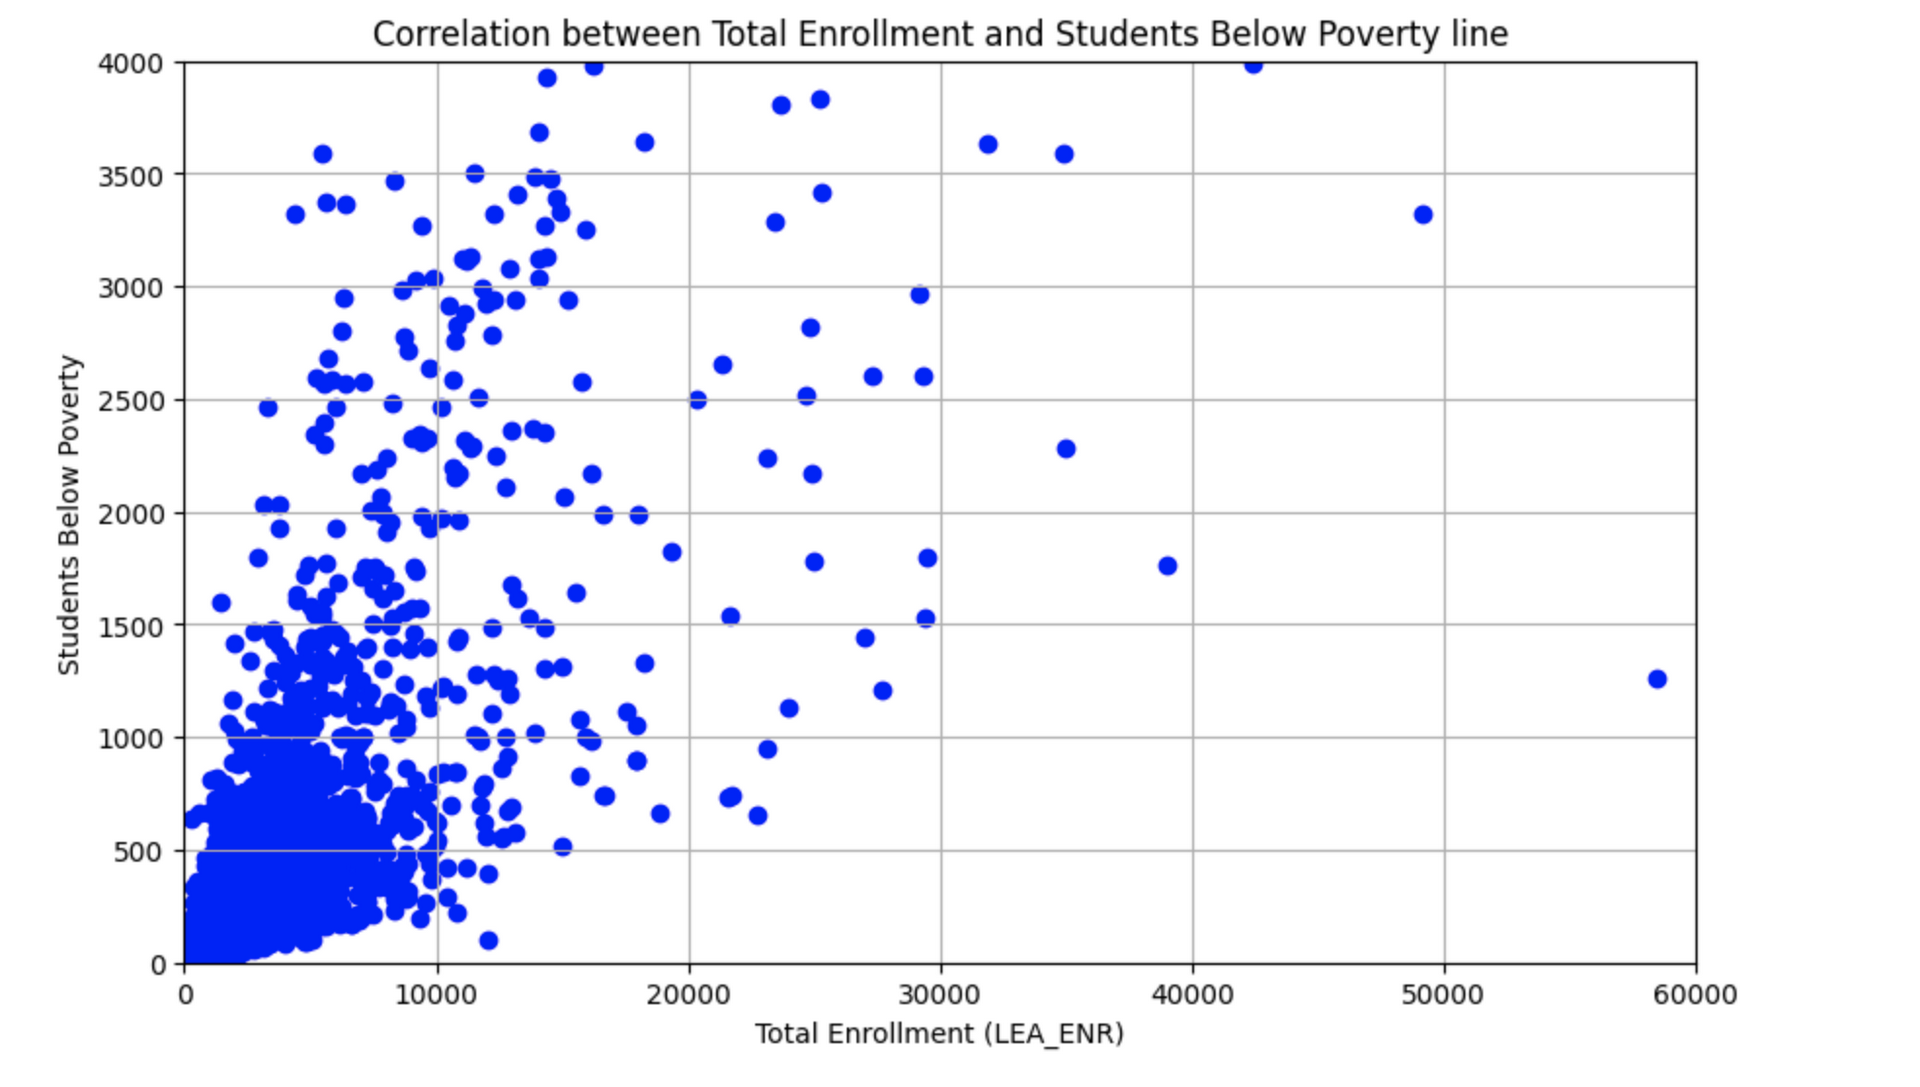 Correlation between Total Enrollment and Students Below Poverty line
4000
3500
3000
2500
2000
1500
1000
500
0
Students Below Poverty
0 10000 20000 30000 40000 50000 60000
Total Enrollment (LEA_ENR)